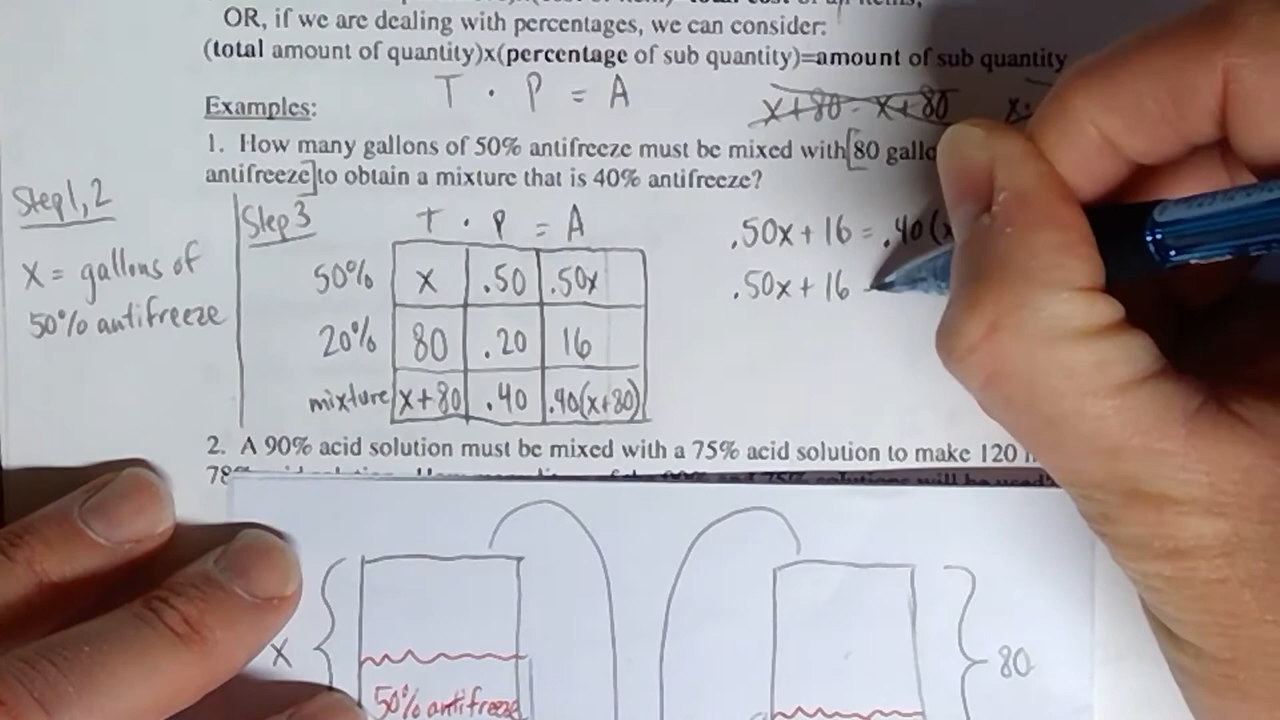 OR, if we are dealing with percentages, we can consider:
(total amount of quantity)x(percentage of sub quantity)=amount of sub quantity
T · P = A
Examples:
x+80 - x+80 x
1. How many gallons of 50% antifreeze must be mixed with [80
antifreeze] to obtain a mixture that is 40% antifreeze?
Step 1,2
x = gallons of
50% antifreeze
Step 3
T · P = A
50% x .50 .50x
20% 80 .20 16
mixture x+80 .40 .40(x+80)
.50x + 16 = .40(
.50x + 16
2. A 90% acid solution must be mixed with a 75% acid solution to make 120
x
50% antifreeze
80